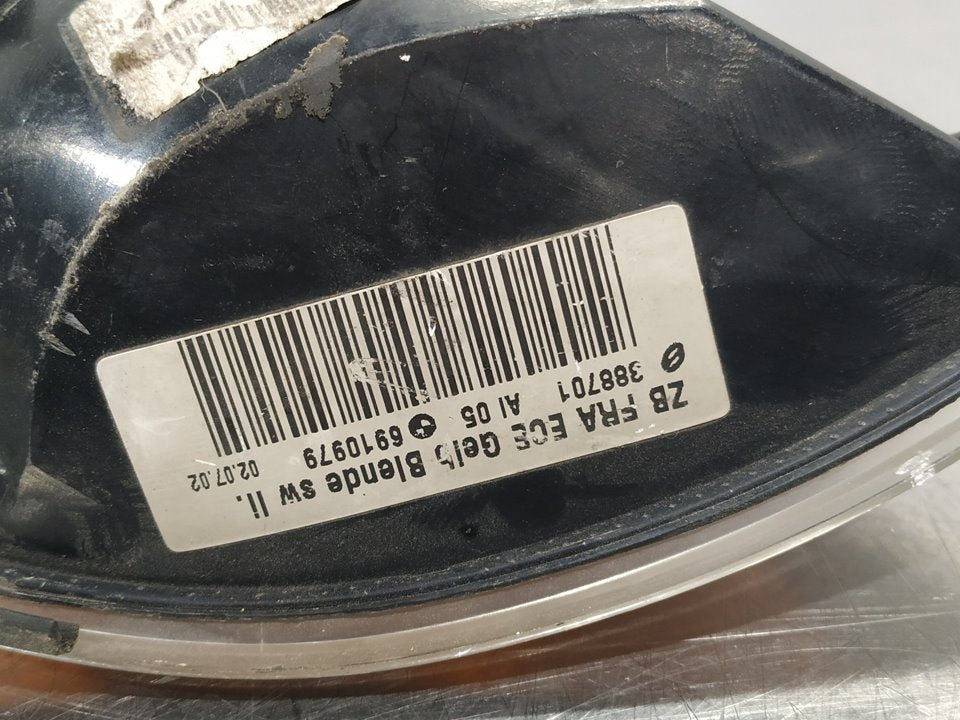 ZB FRA ECE Gelb Blende sw li.
388701 AI 05 6910979
02.07.02